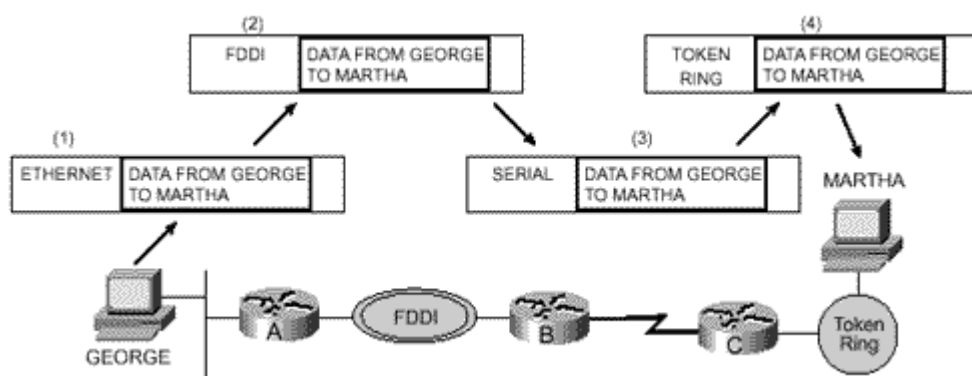 (2)
FDDI
DATA FROM GEORGE
TO MARTHA
(4)
TOKEN
RING
DATA FROM GEORGE
TO MARTHA
(1)
ETHERNET
DATA FROM GEORGE
TO MARTHA
(3)
SERIAL
DATA FROM GEORGE
TO MARTHA
MARTHA
GEORGE
A
FDDI
B
C
Token
Ring